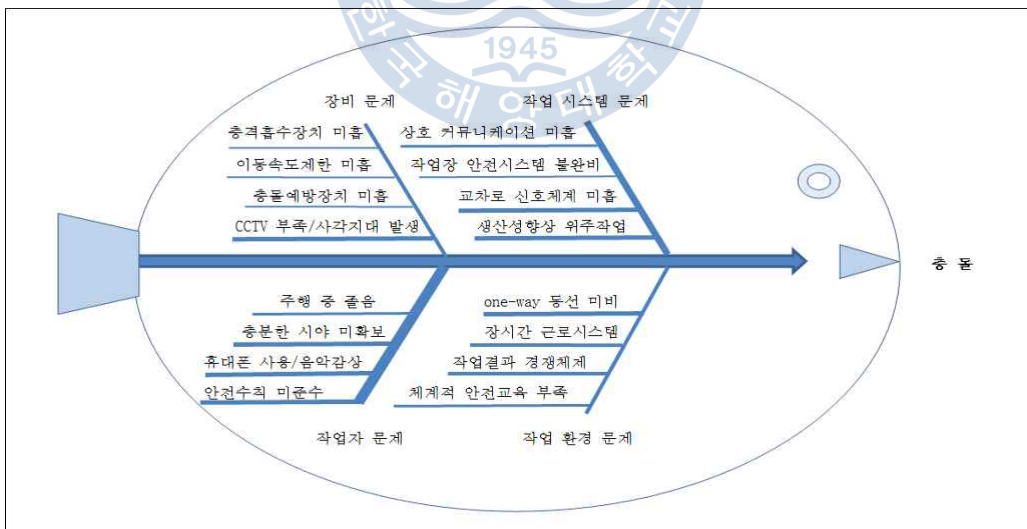 1945
한국해양대학교
장비 문제
충격흡수장치 미흡
이동속도제한 미흡
충돌예방장치 미흡
CCTV 부족/사각지대 발생
작업 시스템 문제
상호 커뮤니케이션 미흡
작업장 안전시스템 불완비
교차로 신호체계 미흡
생산성향상 위주작업
충 돌
주행 중 졸음
충분한 시야 미확보
휴대폰 사용/음악감상
안전수칙 미준수
작업자 문제
one-way 동선 미비
장시간 근로시스템
작업결과 경쟁체제
체계적 안전교육 부족
작업 환경 문제